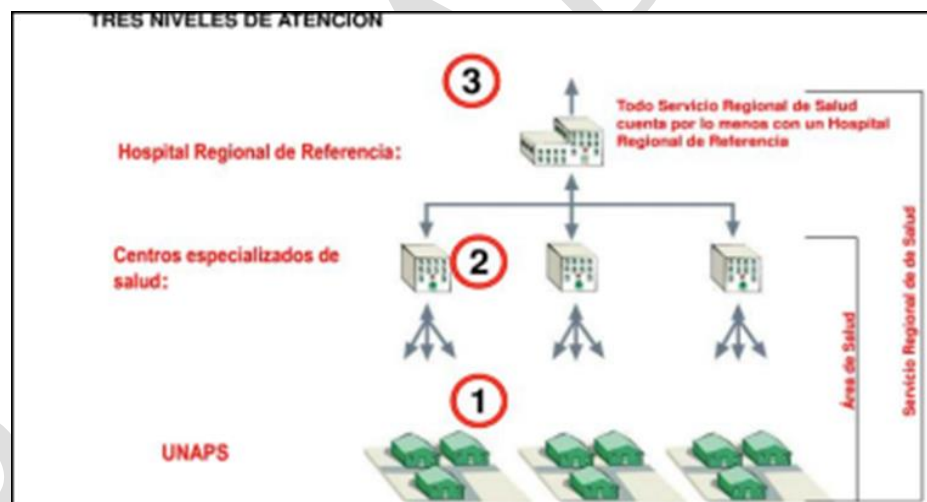 TRES NIVELES DE ATENCION
3
Todo Servicio Regional de Salud
cuenta por lo menos con un Hospital
Regional de Referencia
Hospital Regional de Referencia:
Centros especializados de
salud:
2
1
UNAPS
Área de Salud
Servicio Regional de de Salud